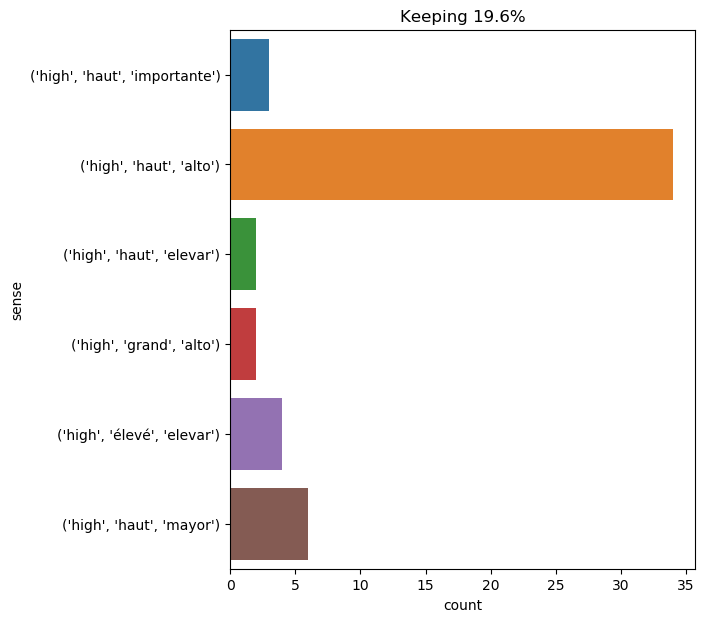 Keeping 19.6%
('high', 'haut', 'importante')
('high', 'haut', 'alto')
('high', 'haut', 'elevar')
('high', 'grand', 'alto')
('high', 'élevé', 'elevar')
('high', 'haut', 'mayor')
sense
0 5 10 15 20 25 30 35
count